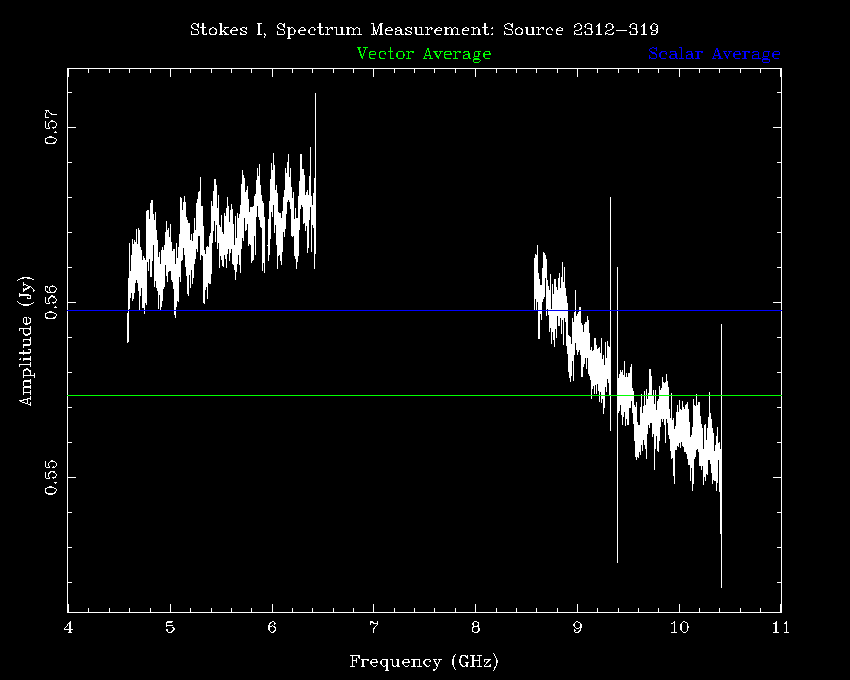 Stokes I, Spectrum Measurement: Source 2312-319
Vector Average Scalar Average
0.57
0.56
0.55
Amplitude (Jy)
4 5 6 7 8 9 10 11
Frequency (GHz)